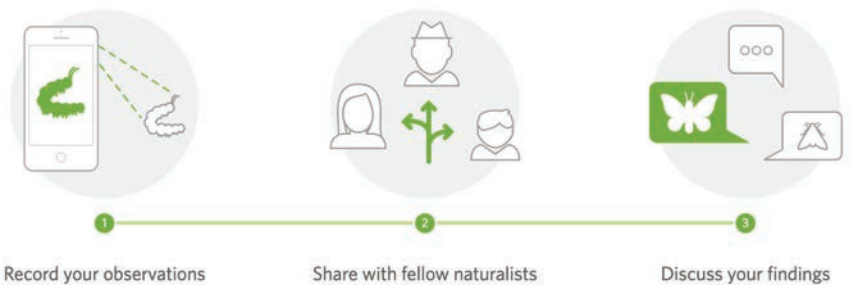 1
2
3
Record your observations
Share with fellow naturalists
Discuss your findings